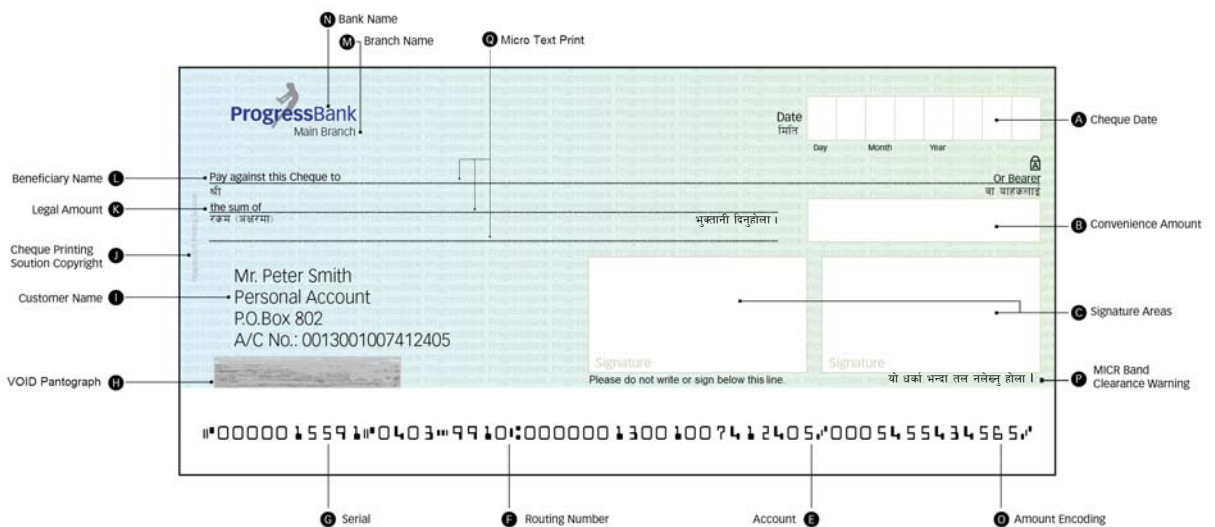 N Bank Name
M Branch Name
Q Micro Text Print
ProgressBank
Main Branch
Date
मिति
Day Month Year
A Cheque Date
Beneficiary Name L
Pay against this Cheque to
श्री
A
Or Bearer
वा वाहकलाई
Legal Amount K
the sum of
रकम (अक्षरमा)
भुक्तानी दिनुहोला ।
B Convenience Amount
Cheque Printing
Soution Copyright J
Mr. Peter Smith
Customer Name I
Personal Account
P.O.Box 802
A/C No.: 0013001007412405
C Signature Areas
Signature
Signature
VOID Pantograph H
Please do not write or sign below this line.
यो धर्का भन्दा तल नलेख्नु होला ।
P MICR Band
Clearance Warning
⑈0000015591⑈0403⑉9910⑆00000013001007412405⑇0005455434565⑇
G Serial
F Routing Number
Account E
O Amount Encoding